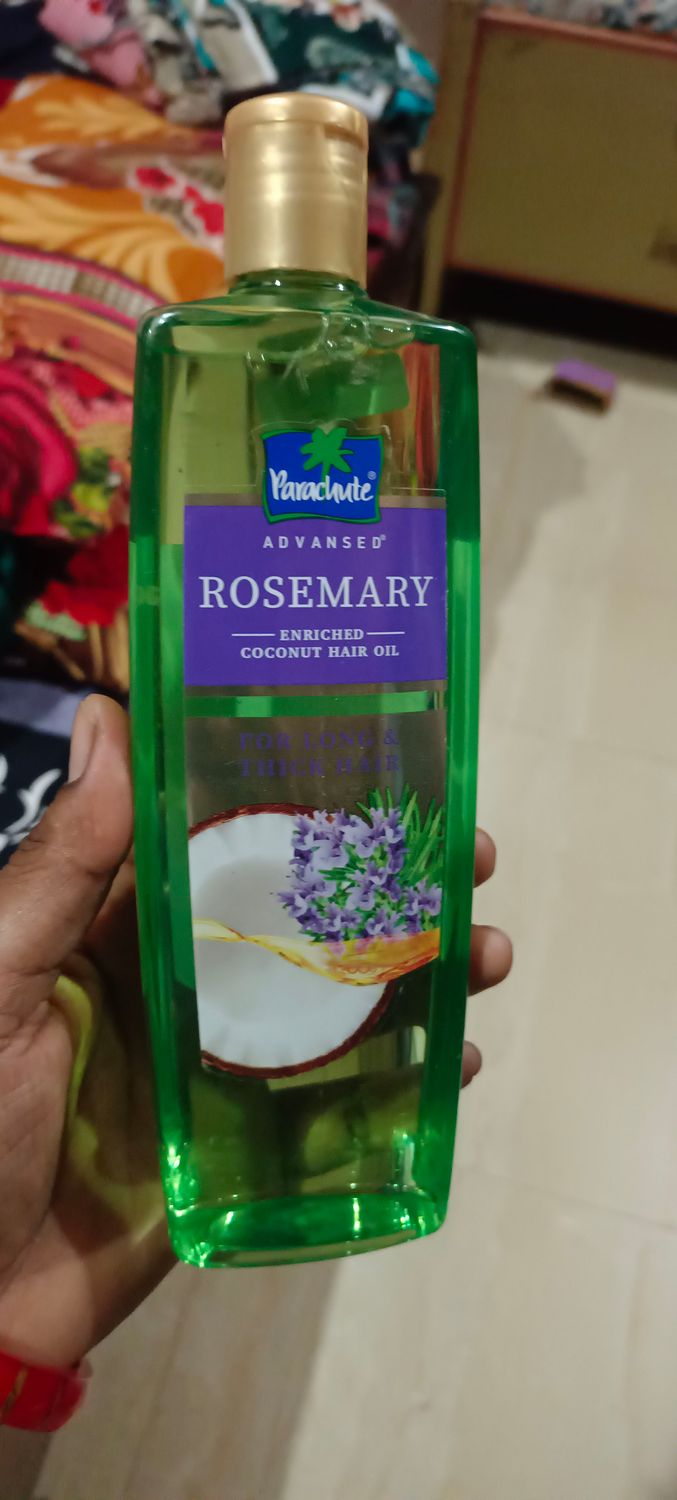 Parachute®
ADVANSED®
ROSEMARY
ENRICHED
COCONUT HAIR OIL
FOR LONG &
THICK HAIR